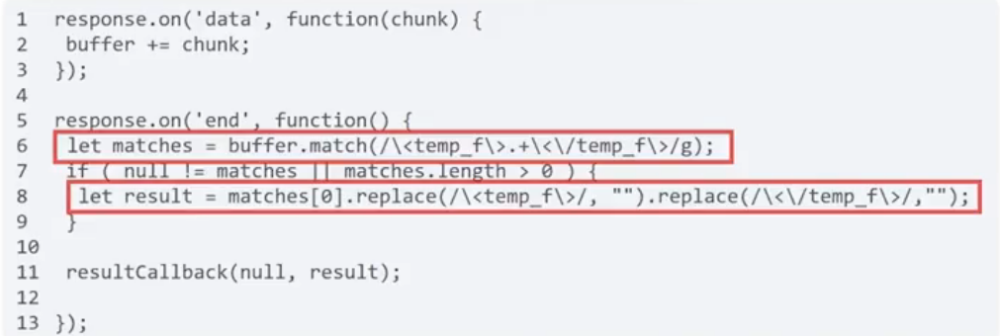 1 response.on('data', function(chunk) {
2 buffer += chunk;
3 });
4
5 response.on('end', function() {
6 let matches = buffer.match(/\<temp_f\>.+\<\/temp_f\>/g);
7 if ( null != matches || matches.length > 0 ) {
8 let result = matches[0].replace(/\<temp_f\>/, "").replace(/\<\/temp_f\>/,"");
9 }
10
11 resultCallback(null, result);
12
13 });